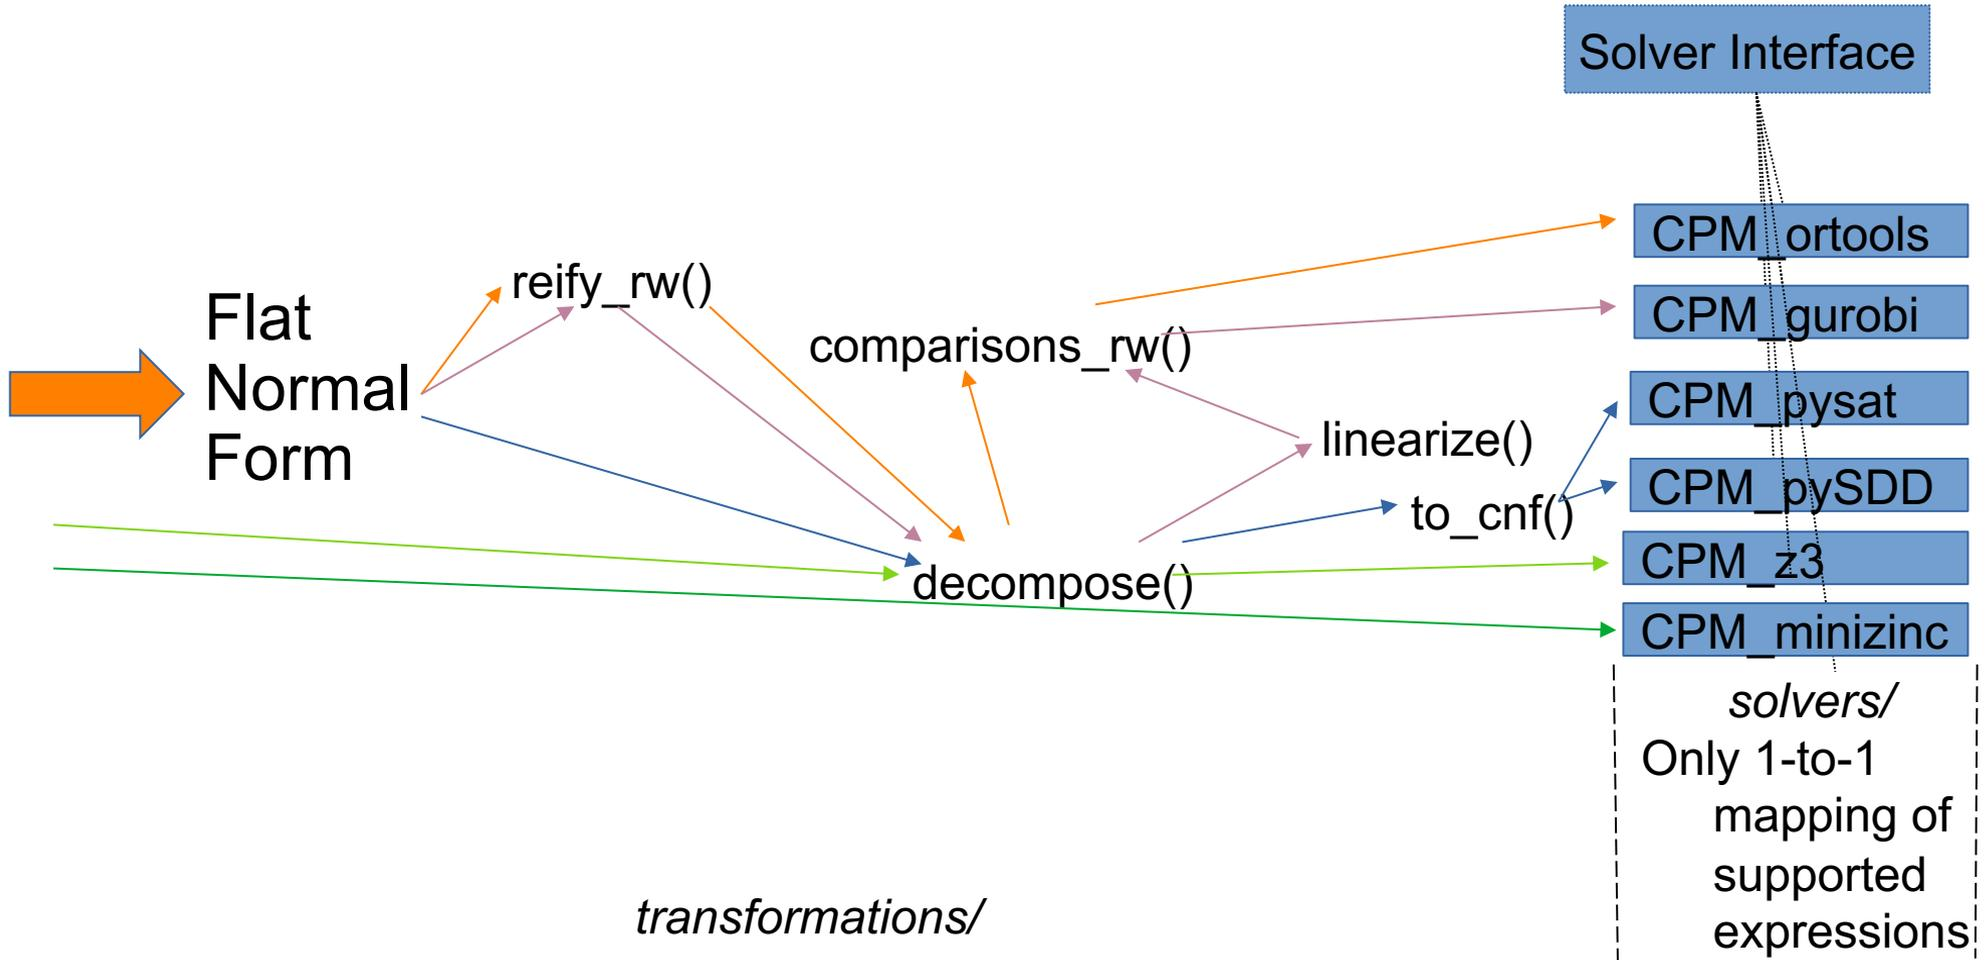 Solver Interface
CPM_ortools
reify_rw()
Flat
Normal
Form
CPM_gurobi
comparisons_rw()
CPM_pysat
linearize()
CPM_pySDD
to_cnf()
CPM_z3
decompose()
CPM_minizinc
solvers/
Only 1-to-1
mapping of
supported
expressions
transformations/